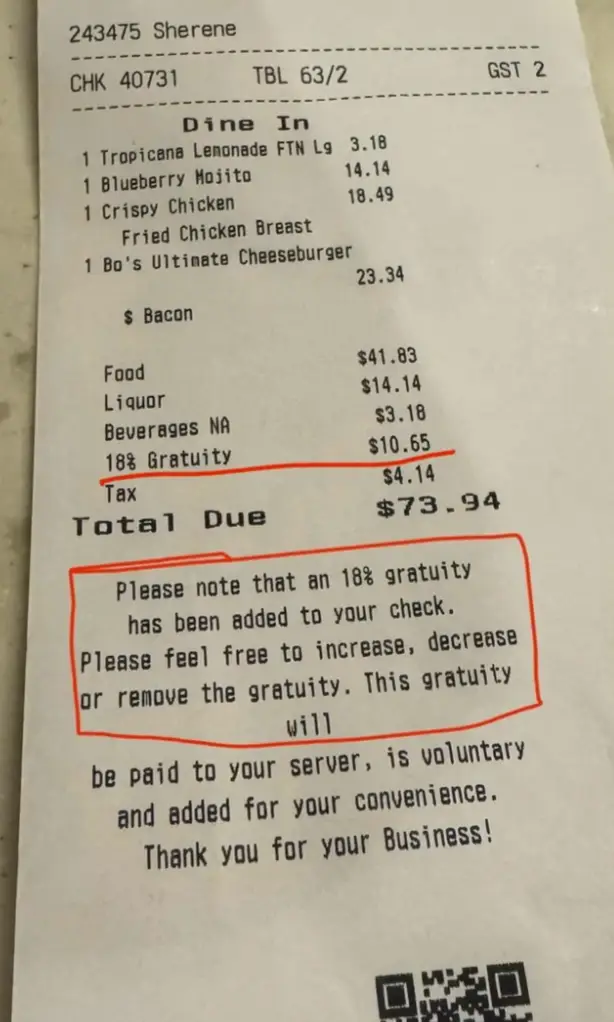 243475 Sherene
CHK 40731 TBL 63/2 GST 2
Dine In
1 Tropicana Lemonade FTN Lg 3.18
1 Blueberry Mojito 14.14
1 Crispy Chicken 18.49
Fried Chicken Breast
1 Bo's Ultimate Cheeseburger
23.34
$ Bacon
Food $41.83
Liquor $14.14
Beverages NA $3.18
18% Gratuity $10.65
Tax $4.14
Total Due $73.94
Please note that an 18% gratuity
has been added to your check.
Please feel free to increase, decrease
or remove the gratuity. This gratuity
will
be paid to your server, is voluntary
and added for your convenience.
Thank you for your Business!